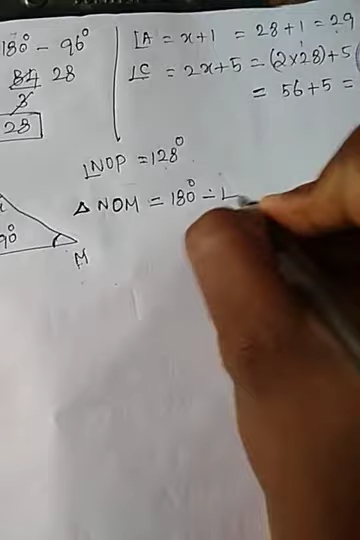 180° - 96°
84 28
3
28
∠A = x+1 = 28+1 = 29
∠C = 2x+5 = (2×28)+5
= 56+5 =
∠NOP = 128°
△ NOM = 180° ÷ ∠
90°
M